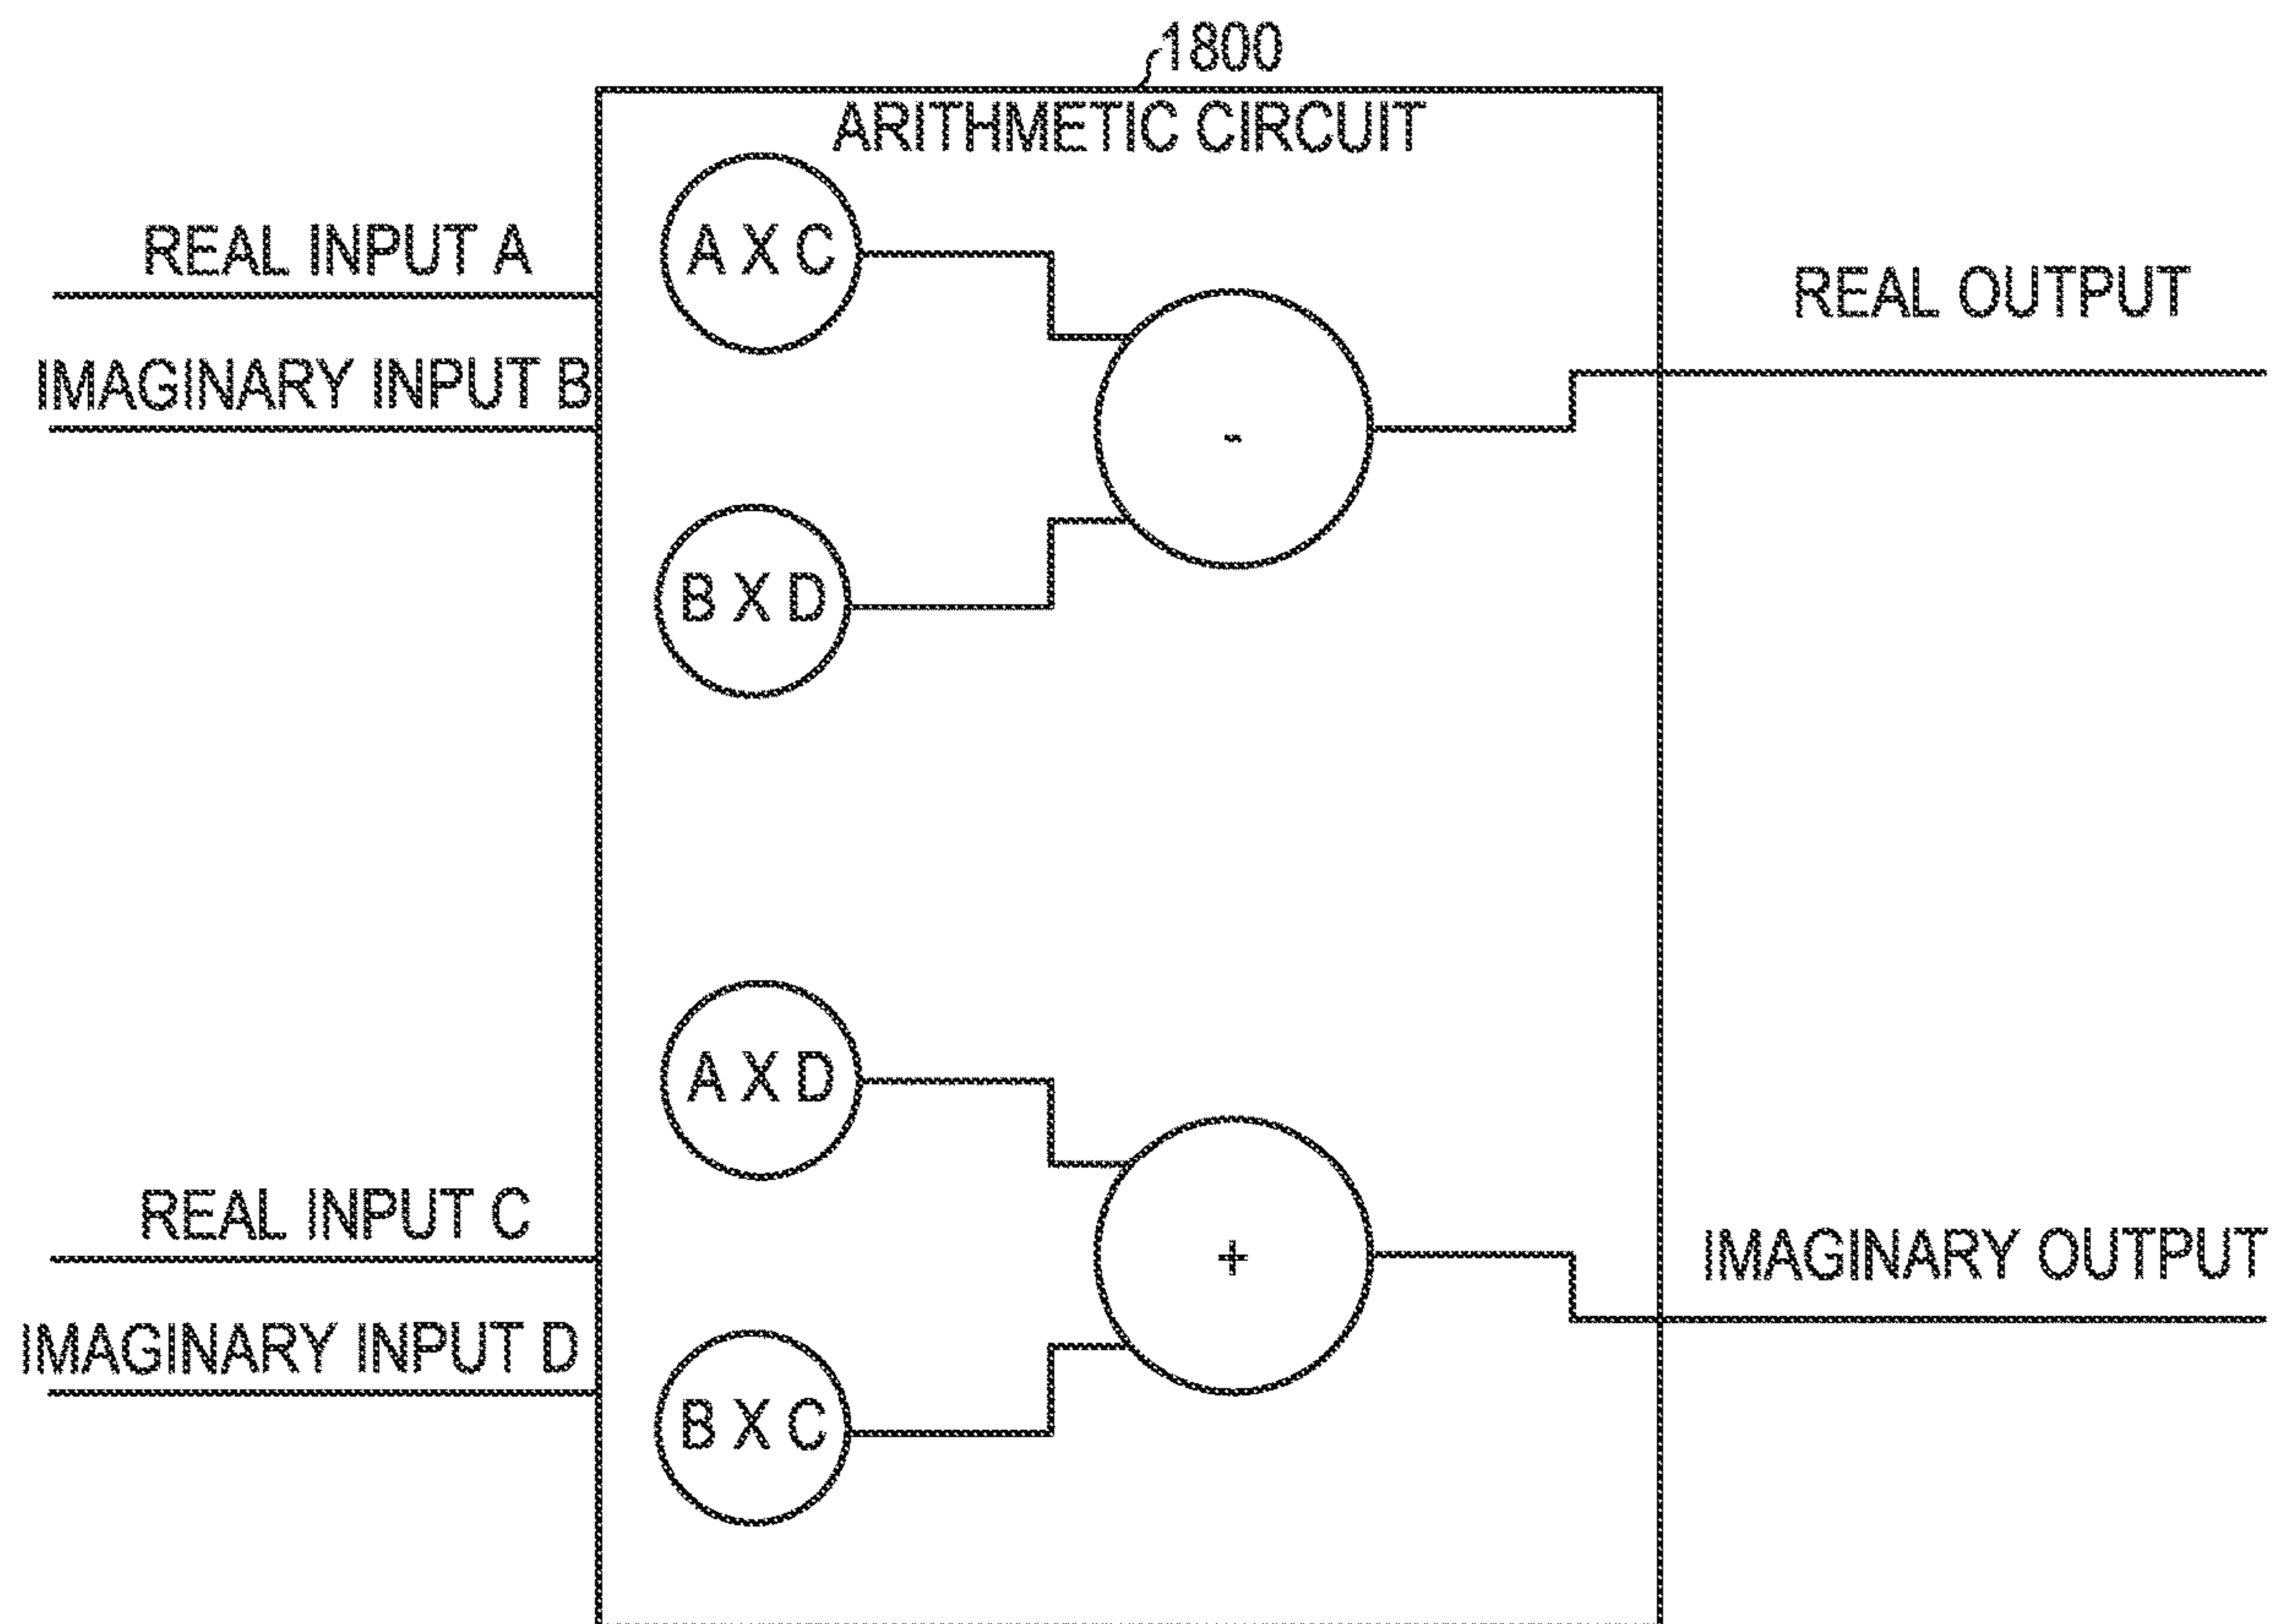 1800
ARITHMETIC CIRCUIT
REAL INPUT A
IMAGINARY INPUT B
A X C
B X D
-
REAL OUTPUT
A X D
B X C
+
REAL INPUT C
IMAGINARY INPUT D
IMAGINARY OUTPUT